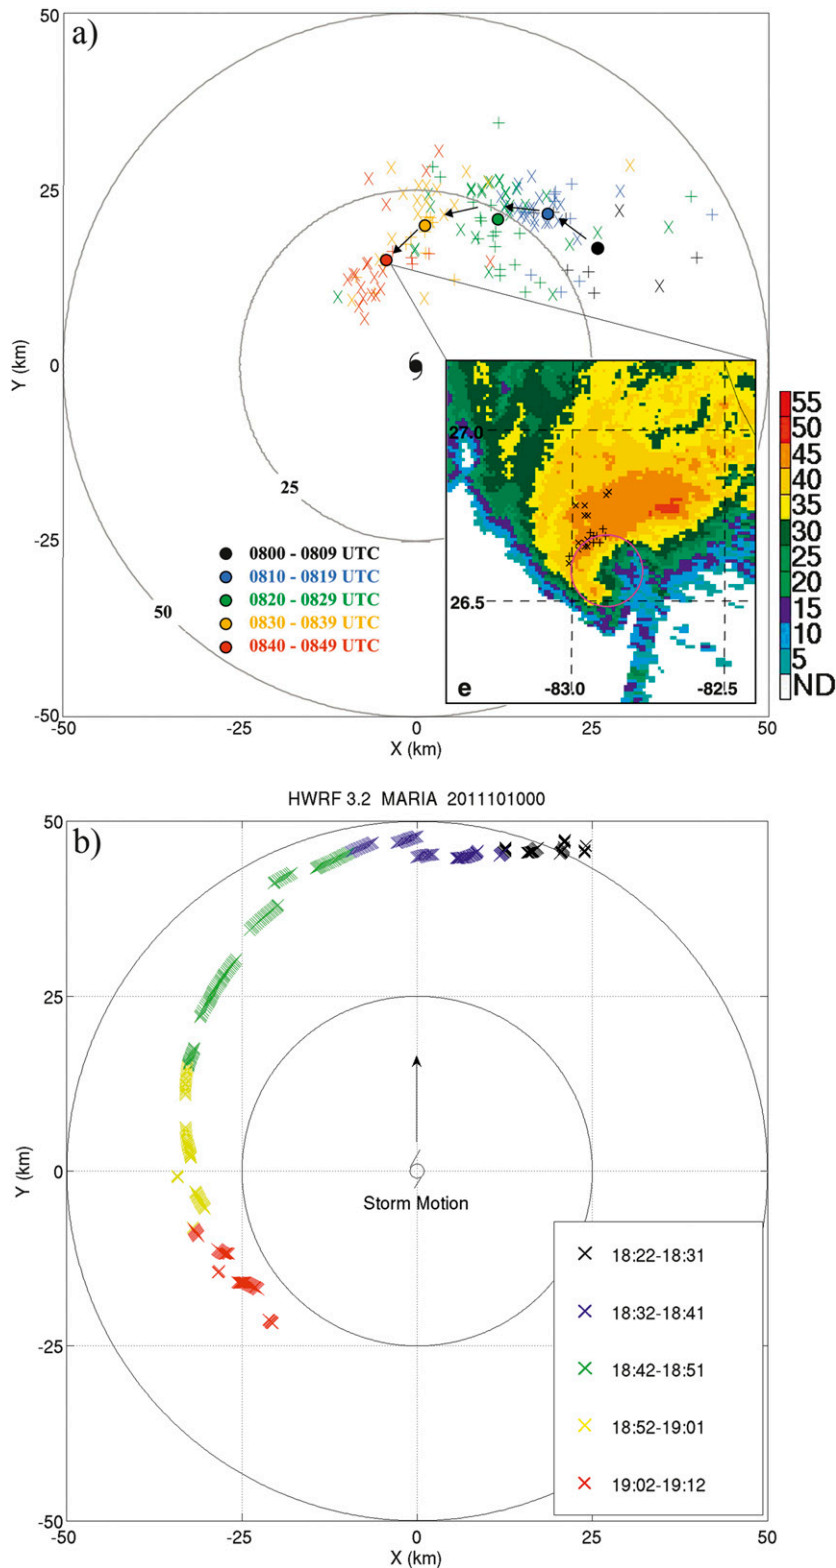 a)
50
25
0
-25
-50
Y (km)
25
50
0800 - 0809 UTC
0810 - 0819 UTC
0820 - 0829 UTC
0830 - 0839 UTC
0840 - 0849 UTC
27.0
26.5
e
-83.0
-82.5
55
50
45
40
35
30
25
20
15
10
5
ND
-50
-25
0
25
50
X (km)
HWRF 3.2 MARIA 2011101000
b)
50
25
0
-25
-50
Y (km)
Storm Motion
18:22-18:31
18:32-18:41
18:42-18:51
18:52-19:01
19:02-19:12
-50
-25
0
25
50
X (km)